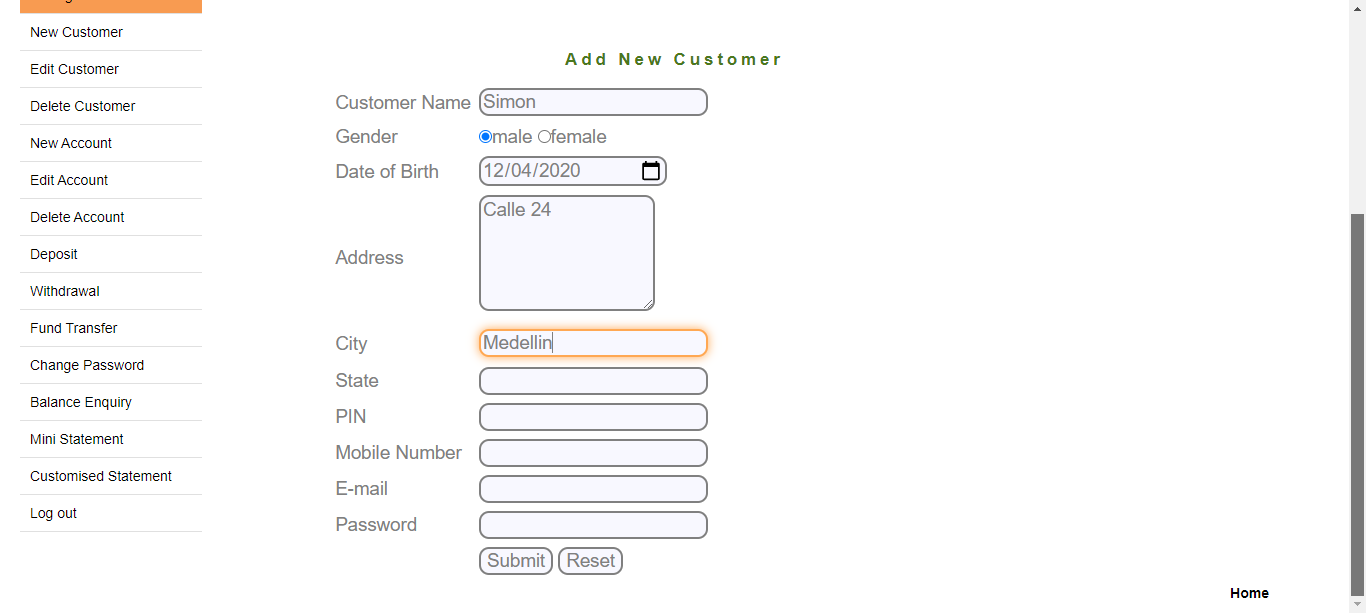 New Customer
Edit Customer
Delete Customer
New Account
Edit Account
Delete Account
Deposit
Withdrawal
Fund Transfer
Change Password
Balance Enquiry
Mini Statement
Customised Statement
Log out
Add New Customer
Customer Name Simon
Gender male female
Date of Birth 12/04/2020
Address Calle 24
City Medellin
State
PIN
Mobile Number
E-mail
Password
Submit Reset
Home